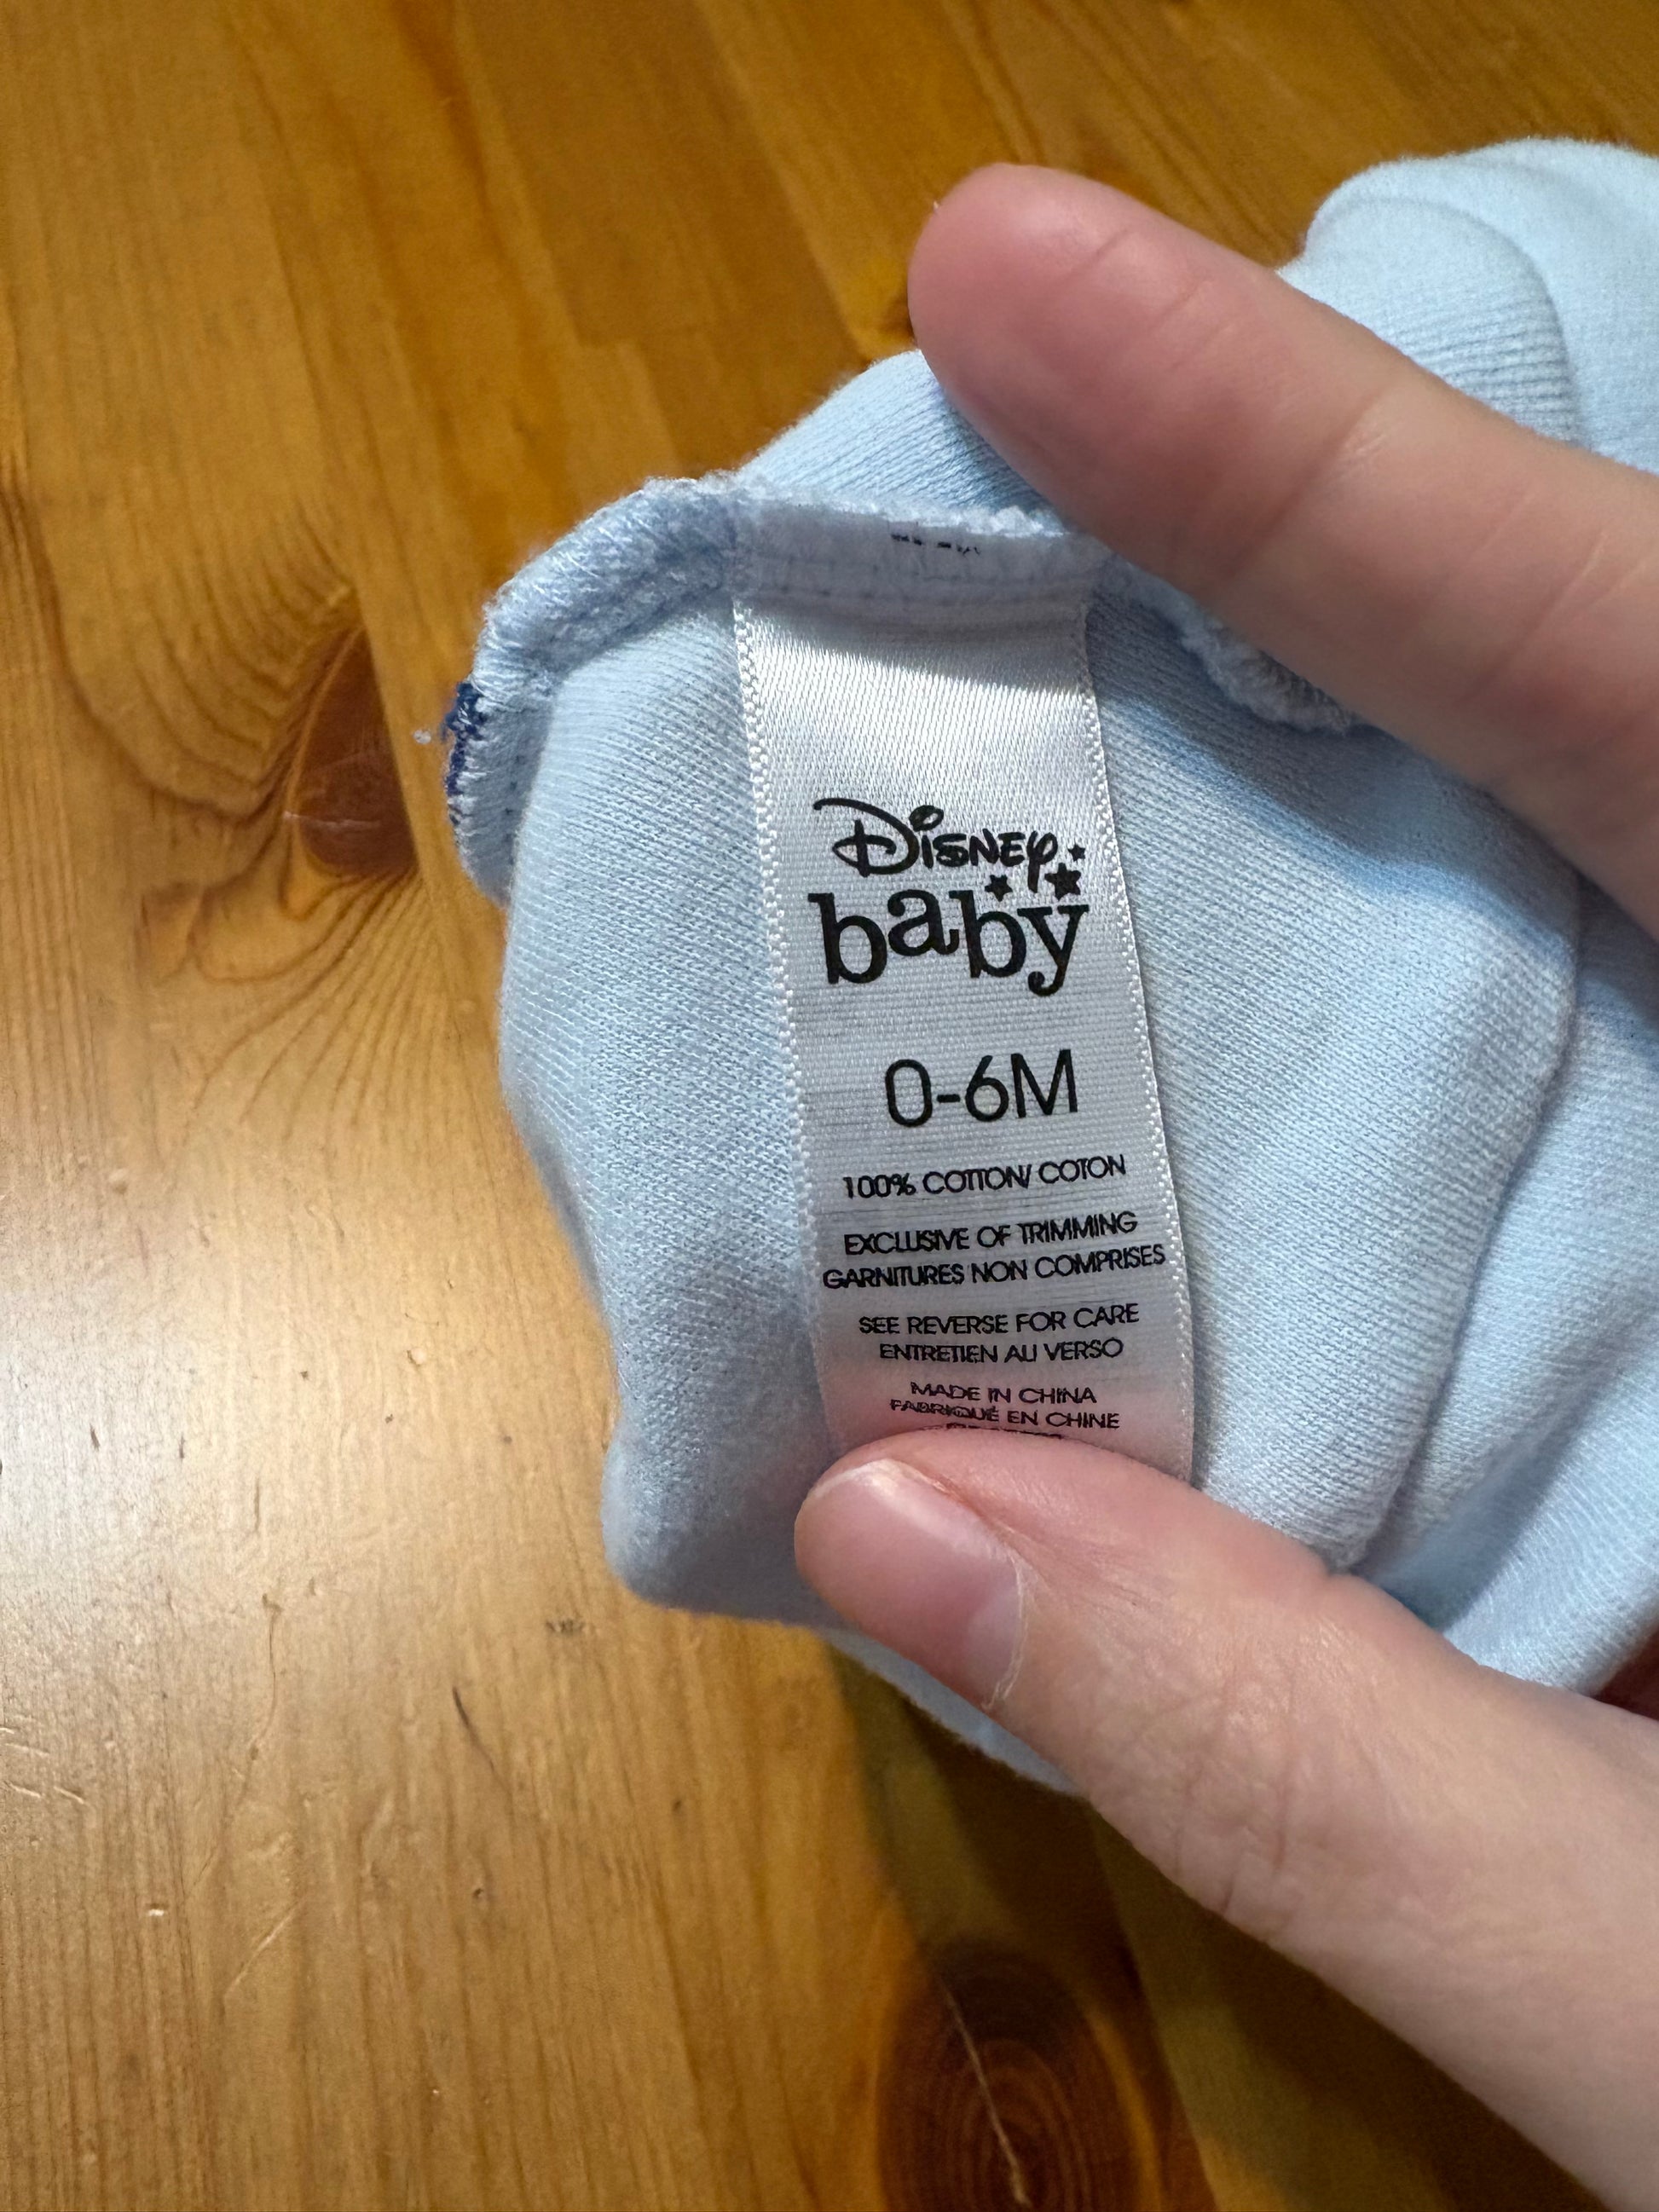 Disney
baby
0-6M
100% COTTON/ COTON
EXCLUSIVE OF TRIMMING
GARNITURES NON COMPRISES
SEE REVERSE FOR CARE
ENTRETIEN AU VERSO
MADE IN CHINA
FABRIQUÉ EN CHINE